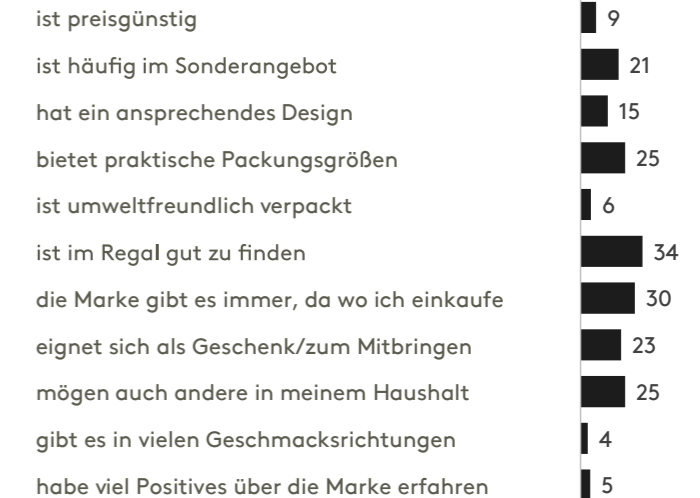 ist preisgünstig 9
ist häufig im Sonderangebot 21
hat ein ansprechendes Design 15
bietet praktische Packungsgrößen 25
ist umweltfreundlich verpackt 6
ist im Regal gut zu finden 34
die Marke gibt es immer, da wo ich einkaufe 30
eignet sich als Geschenk/zum Mitbringen 23
mögen auch andere in meinem Haushalt 25
gibt es in vielen Geschmacksrichtungen 4
habe viel Positives über die Marke erfahren 5